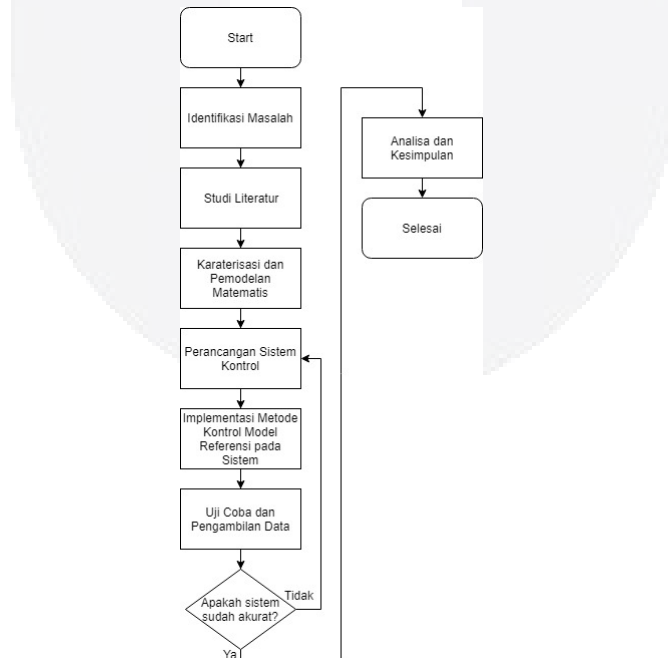 Start
Identifikasi Masalah
Studi Literatur
Karaterisasi dan
Pemodelan
Matematis
Perancangan Sistem
Kontrol
Implementasi Metode
Kontrol Model
Referensi pada
Sistem
Uji Coba dan
Pengambilan Data
Apakah sistem
sudah akurat?
Tidak
Ya
Analisa dan
Kesimpulan
Selesai